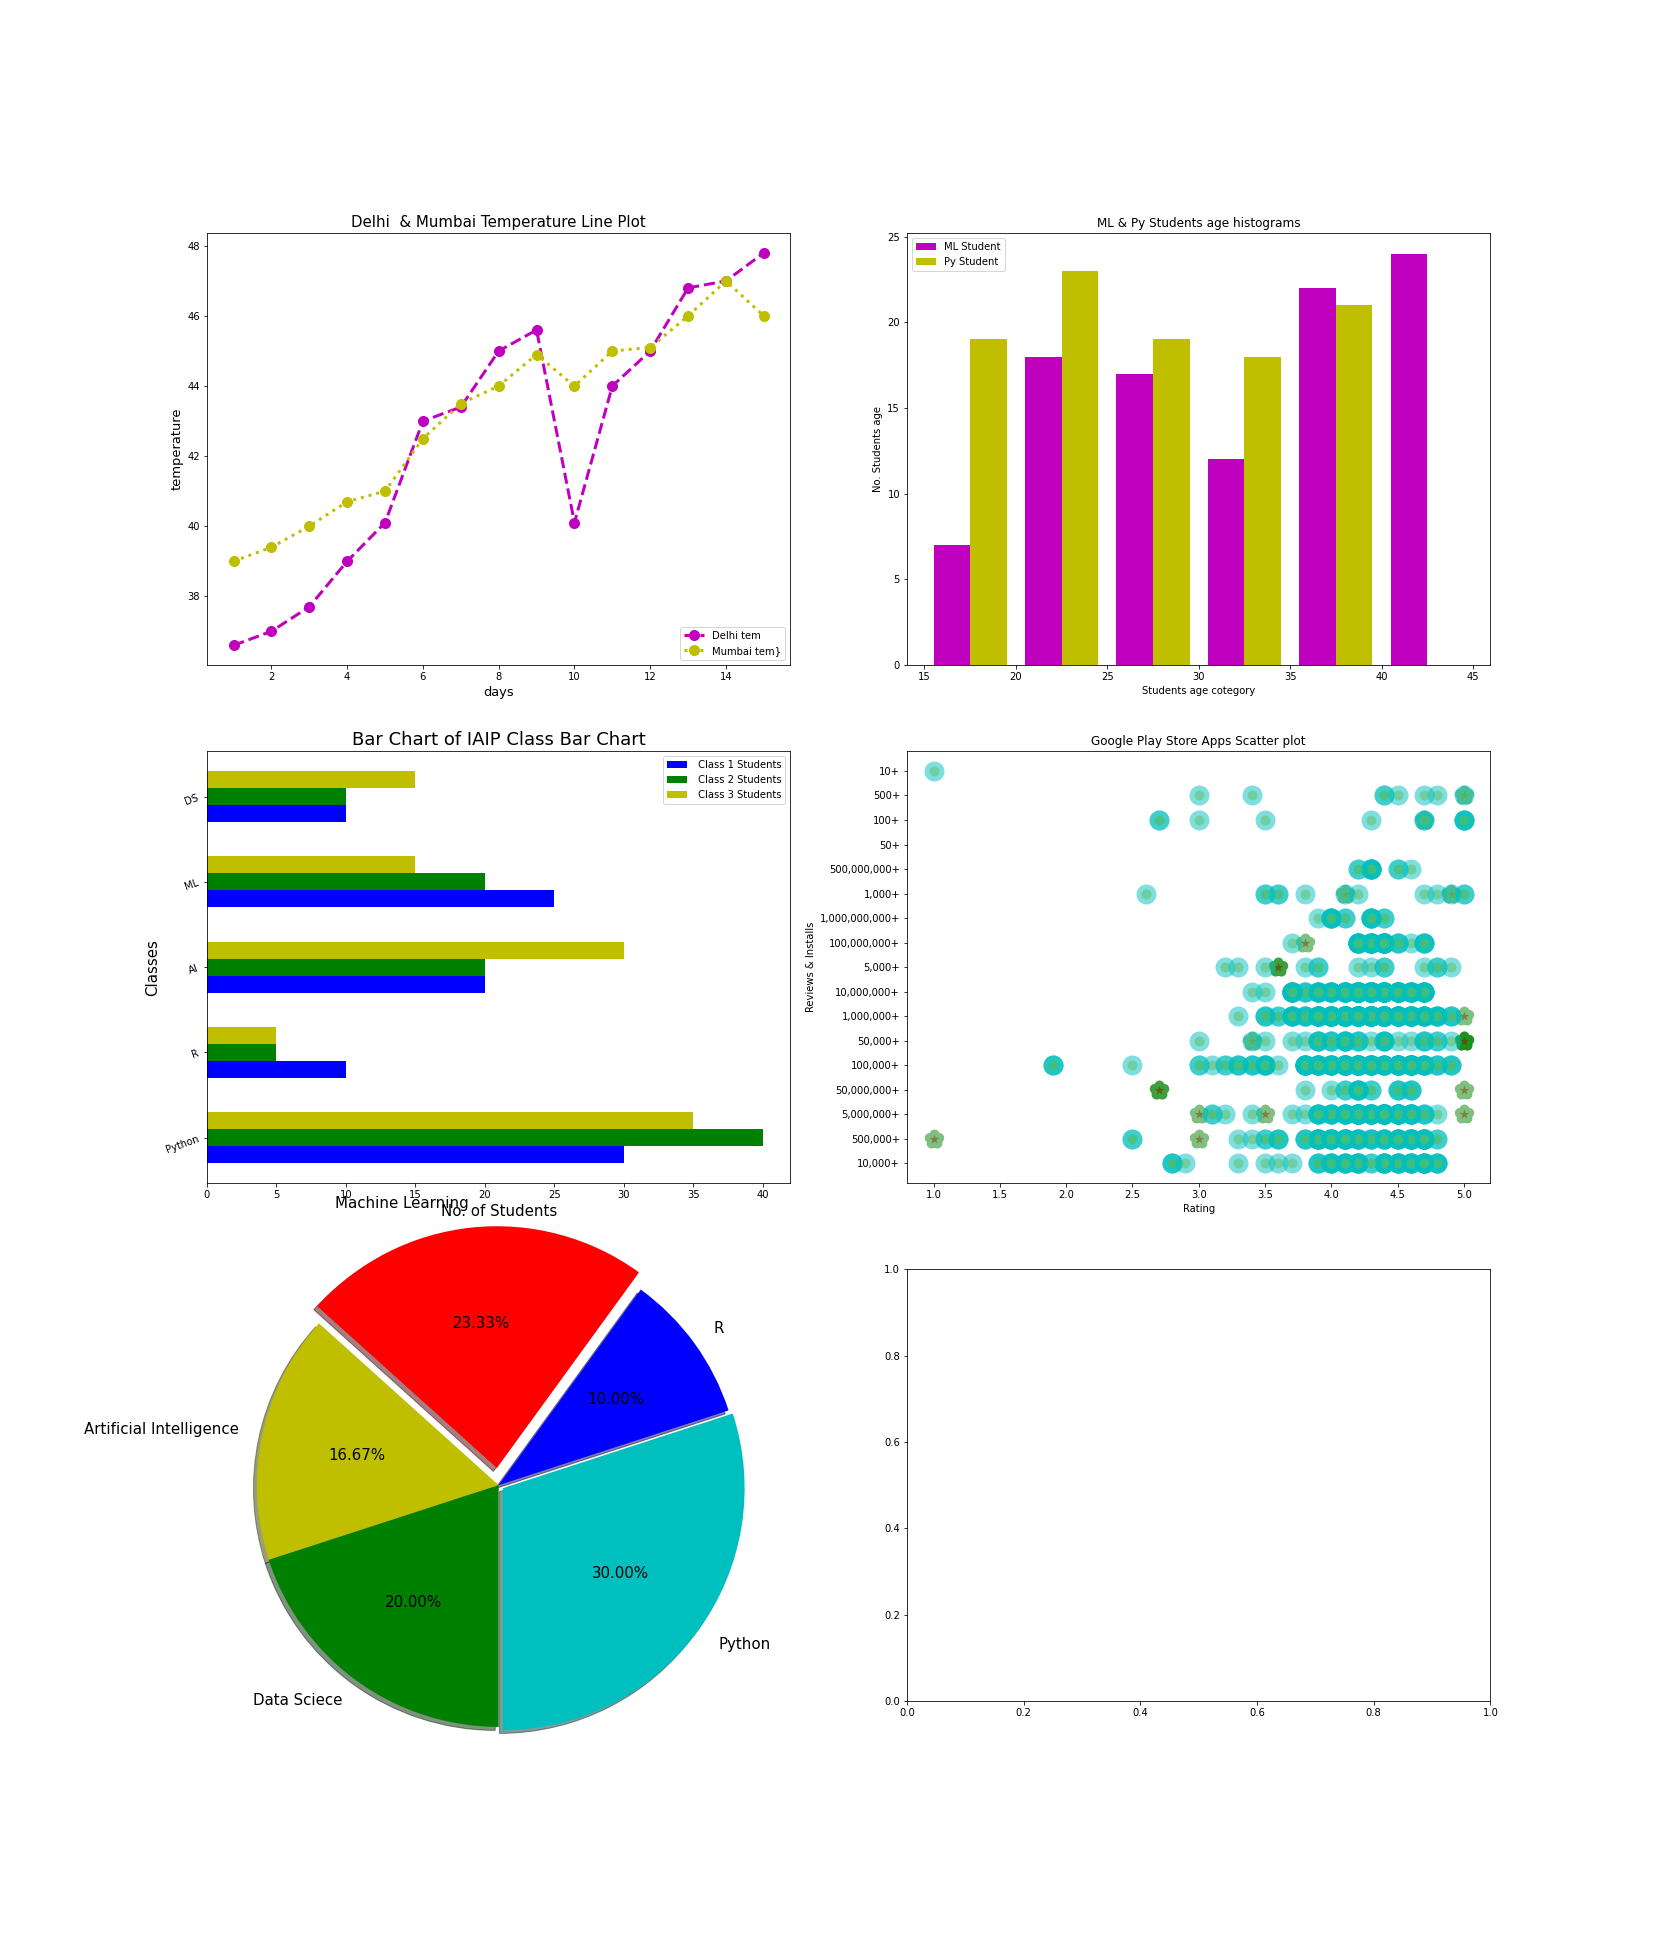 Delhi  & Mumbai Temperature Line Plot
48
46
44
42
40
38
temperature
2 4 6 8 10 12 14
days
Delhi tem
Mumbai tem}
ML & Py Students age histograms
ML Student
Py Student
25
20
15
10
5
0
No. Students age
15 20 25 30 35 40 45
Students age cotegory
Bar Chart of IAIP Class Bar Chart
Class 1 Students
Class 2 Students
Class 3 Students
DS
ML
AI
R
Python
Classes
0 5 10 15 20 25 30 35 40
No. of Students
Google Play Store Apps Scatter plot
10+
500+
100+
50+
500,000,000+
1,000+
1,000,000,000+
100,000,000+
5,000+
10,000,000+
1,000,000+
50,000+
100,000+
50,000,000+
5,000,000+
500,000+
10,000+
Reviews & Installs
1.0 1.5 2.0 2.5 3.0 3.5 4.0 4.5 5.0
Rating
Machine Learning
23.33%
R
10.00%
Artificial Intelligence
16.67%
30.00%
20.00%
Python
Data Sciece
1.0
0.8
0.6
0.4
0.2
0.0
0.0 0.2 0.4 0.6 0.8 1.0